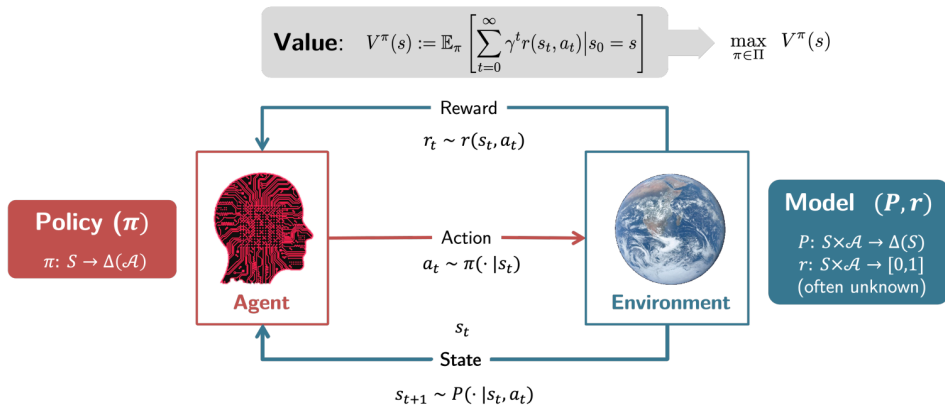 Value: V^π(s) := 𝔼_π [ ∑_{t=0}^{∞} γ^t r(s_t, a_t) | s_0 = s ]
max_{π∈Π} V^π(s)
Reward
r_t ~ r(s_t, a_t)
Policy (π)
π: S → Δ(𝒜)
Agent
Action
a_t ~ π(· |s_t)
Environment
Model (P, r)
P: S×𝒜 → Δ(S)
r: S×𝒜 → [0,1]
(often unknown)
s_t
State
s_{t+1} ~ P(· |s_t, a_t)